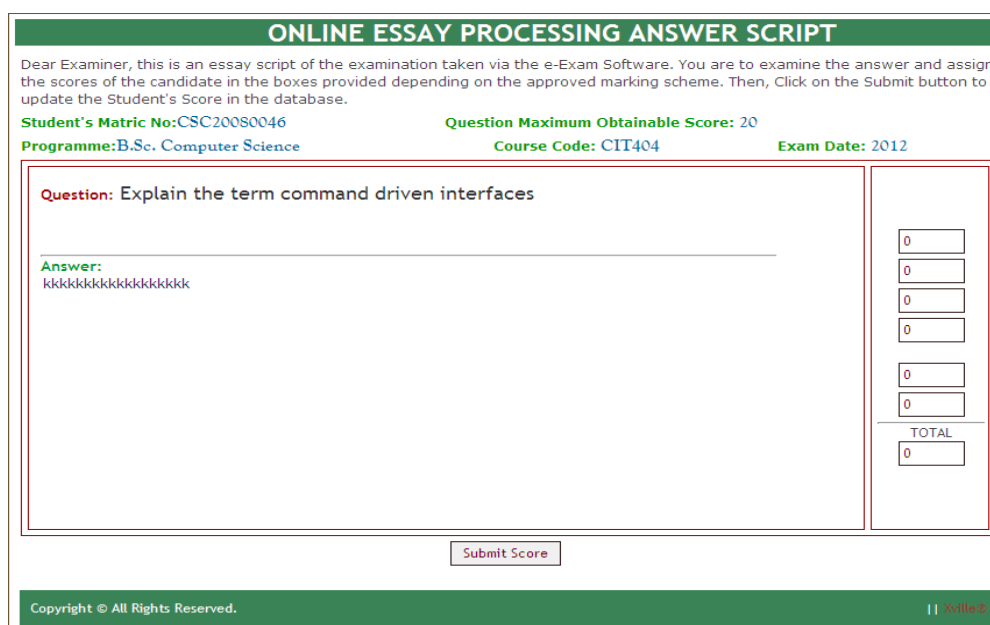 ONLINE ESSAY PROCESSING ANSWER SCRIPT
Dear Examiner, this is an essay script of the examination taken via the e-Exam Software. You are to examine the answer and assign
the scores of the candidate in the boxes provided depending on the approved marking scheme. Then, Click on the Submit button to
update the Student's Score in the database.
Student's Matric No:CSC20080046 Question Maximum Obtainable Score: 20
Programme:B.Sc. Computer Science Course Code: CIT404 Exam Date: 2012
Question: Explain the term command driven interfaces
0
Answer:
0
kkkkkkkkkkkkkkkkkk
0
0
0
0
TOTAL
0
Submit Score
Copyright © All Rights Reserved. || Xville®